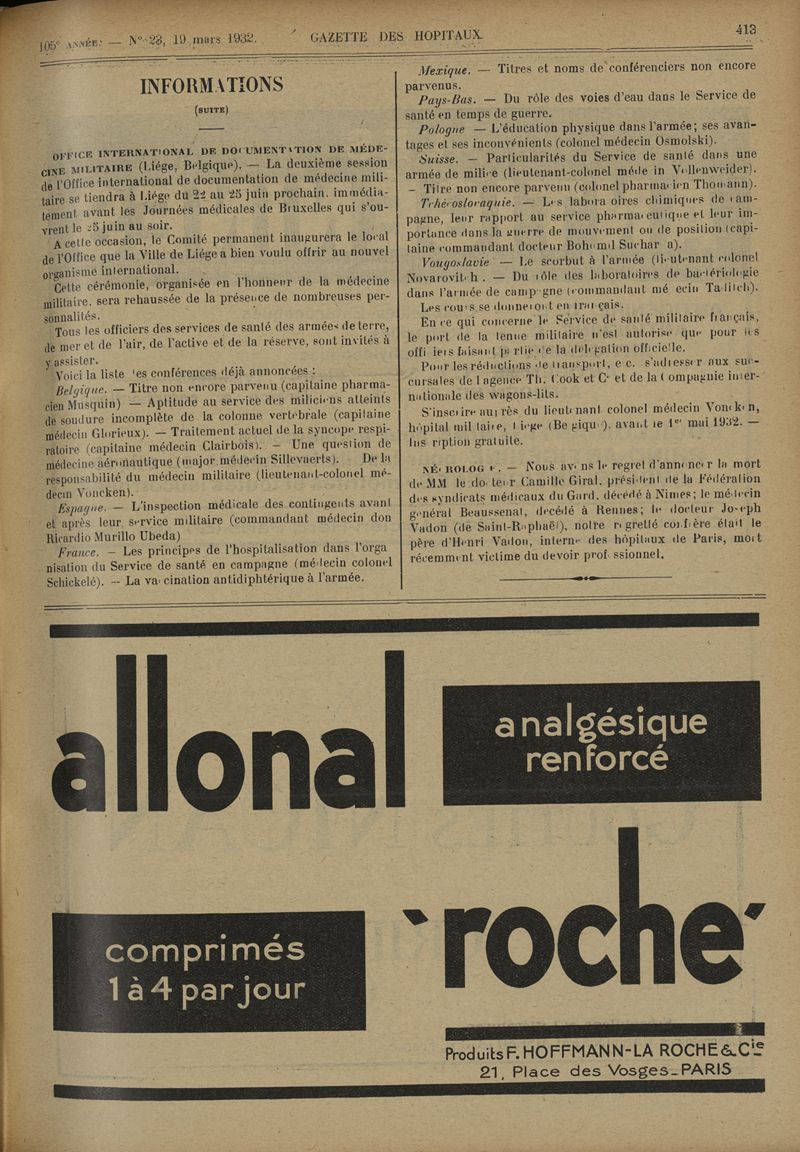 105e ANNÉE. — N° 23, 19 mars 1932.
GAZETTE DES HOPITAUX
413
INFORMATIONS
(SUITE)
OFFICE INTERNATIONAL DE DOCUMENTATION DE MÉDE-
CINE MILITAIRE (Liége, Belgique). — La deuxième session
de l'Office international de documentation de médecine mili-
taire se tiendra à Liége du 22 au 25 juin prochain, immédia-
tement avant les Journées médicales de Bruxelles qui s'ou-
vrent le 25 juin au soir.
A cette occasion, le Comité permanent inaugurera le local
de l'Office que la Ville de Liége a bien voulu offrir au nouvel
organisme international.
Cette cérémonie, organisée en l'honneur de la médecine
militaire, sera rehaussée de la présence de nombreuses per-
sonnalités.
Tous les officiers des services de santé des armées de terre,
de mer et de l'air, de l'active et de la réserve, sont invités à
y assister.
Voici la liste des conférences déjà annoncées :
Belgique. — Titre non encore parvenu (capitaine pharma-
cien Musquin) — Aptitude au service des miliciens atteints
de soudure incomplète de la colonne vertébrale (capitaine
médecin Glorieux). — Traitement actuel de la syncope respi-
ratoire (capitaine médecin Clairbois). — Une question de
médecine aéronautique (major médecin Sillevaerts). De la
responsabilité du médecin militaire (lieutenant-colonel mé-
decin Voncken).
Espagne. — L'inspection médicale des contingents avant
et après leur service militaire (commandant médecin don
Ricardio Murillo Ubeda)
France. — Les principes de l'hospitalisation dans l'orga
nisation du Service de santé en campagne (médecin colonel
Schickelé). — La vaccination antidiphtérique à l'armée.
Mexique. — Titres et noms de conférenciers non encore
parvenus.
Pays-Bas. — Du rôle des voies d'eau dans le Service de
santé en temps de guerre.
Pologne — L'éducation physique dans l'armée; ses avan-
tages et ses inconvénients (colonel médecin Osmolski).
Suisse. — Particularités du Service de santé dans une
armée de milice (lieutenant-colonel méde in Vollenweider).
— Titre non encore parvenu (colonel pharmacien Thomann).
Tchécoslovaquie. — Les labora oires chimiques de cam-
pagne, leur rapport au service pharmaceutique et leur im-
portance dans la guerre de mouvement ou de position (capi-
taine commandant docteur Bohumil Suchar a).
Yougoslavie — Le scorbut à l'armée (lieutenant colonel
Novarovitch). — Du rôle des laboratoires de bactériologie
dans l'armée de campagne (commandant mé ecin Talitch).
Les cours se donneront en français.
En ce qui concerne le Service de santé militaire français,
le port de la tenue militaire n'est autorisé que pour les
offi iers faisant partie de la délégation officielle.
Pour les réductions de transport, e c. s'adresser aux suc-
cursales de l agence Th. Cook et Cie et de la Compagnie inter-
nationale des wagons-lits.
S'inscrire auprès du lieutenant colonel médecin Voncken,
hôpital militaire, Liége (Belgique), avant le 1er mai 1932. —
Ins ription gratuite.
NÉCROLOGIE. — Nous avons le regret d'annoncer la mort
de MM le docteur Camille Giral, président de la Fédération
des syndicats médicaux du Gard, décédé à Nimes; le médecin
général Beaussenat, décédé à Rennes; le docteur Joseph
Vadon (de Saint-Raphaël), notre regretté confrère était le
père d'Henri Vadon, interne des hôpitaux de Paris, mort
récemment victime du devoir professionnel.
allonal
analgésique
renforcé
'roche'
comprimés
1 à 4 par jour
Produits F. HOFFMANN-LA ROCHE & Cie
21, Place des Vosges_PARIS